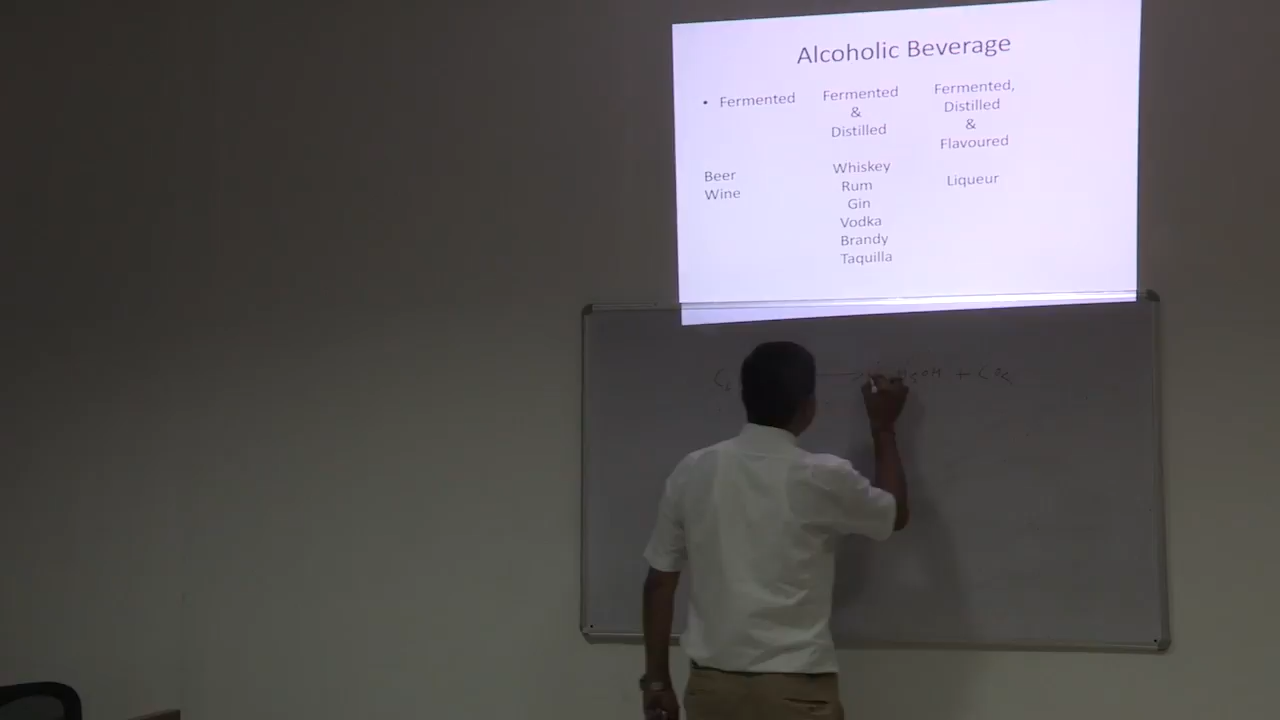 Alcoholic Beverage
• Fermented
Beer
Wine
Fermented
&
Distilled
Whiskey
Rum
Gin
Vodka
Brandy
Taquilla
Fermented,
Distilled
&
Flavoured
Liqueur